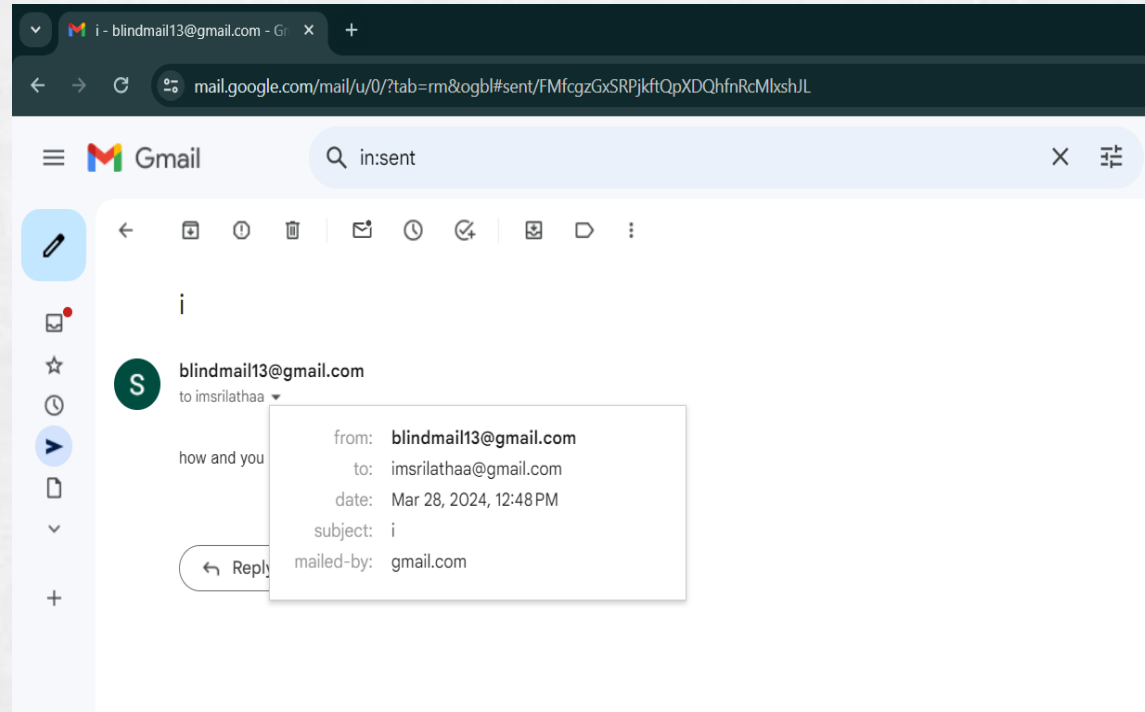 i - blindmail13@gmail.com - Gr
mail.google.com/mail/u/0/?tab=rm&ogbl#sent/FMfcgzGxSRPjkftQpXDQhfnRcMlxshJL
Gmail
in:sent
i
S
blindmail13@gmail.com
to imsrilathaa
how and you
from: blindmail13@gmail.com
to: imsrilathaa@gmail.com
date: Mar 28, 2024, 12:48 PM
subject: i
mailed-by: gmail.com
Reply